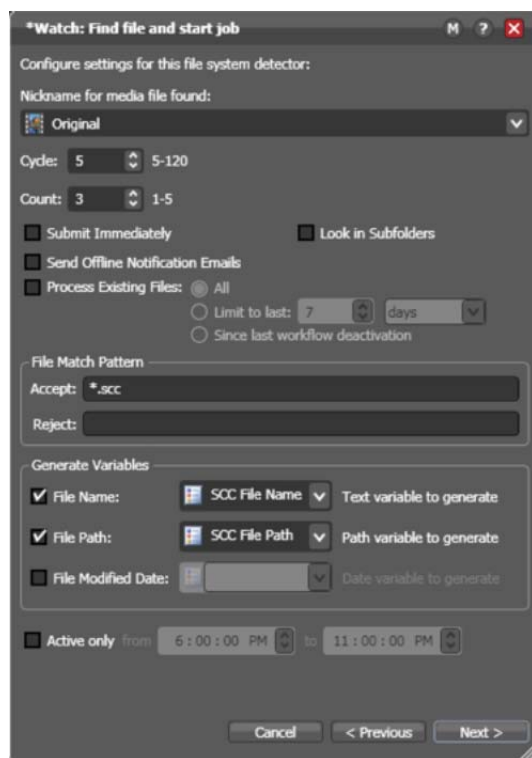 *Watch: Find file and start job M ? X
Configure settings for this file system detector:
Nickname for media file found:
Original
Cycle: 5 5-120
Count: 3 1-5
Submit Immediately Look in Subfolders
Send Offline Notification Emails
Process Existing Files: All
Limit to last: 7 days
Since last workflow deactivation
File Match Pattern
Accept: *.scc
Reject:
Generate Variables
File Name: SCC File Name Text variable to generate
File Path: SCC File Path Path variable to generate
File Modified Date: Date variable to generate
Active only from 6:00:00 PM to 11:00:00 PM
Cancel < Previous Next >